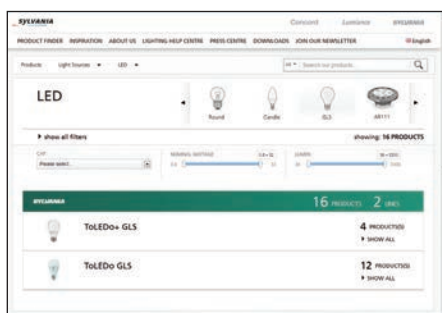 SYLVANIA
Concord Lumiance SYLVANIA
PRODUCT FINDER INSPIRATION ABOUT US LIGHTING HELP CENTRE PRESS CENTRE DOWNLOADS JOIN OUR NEWSLETTER English
Products Light Sources LED
Search our products
LED
Round Candle GLS AR111
show all filters showing: 16 PRODUCTS
CAP NOMINAL WATTAGE LUMEN
Please select...
SYLVANIA 16 PRODUCTS 2 LINES
ToLEDo+ GLS 4 PRODUCT(S)
SHOW ALL
ToLEDo GLS 12 PRODUCT(S)
SHOW ALL